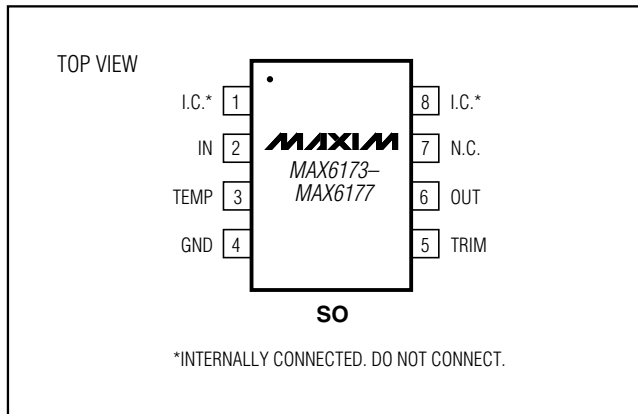 TOP VIEW
I.C.* 1
8 I.C.*
IN 2
MAXIM
7 N.C.
MAX6173–
MAX6177
TEMP 3
6 OUT
GND 4
5 TRIM
SO
*INTERNALLY CONNECTED. DO NOT CONNECT.